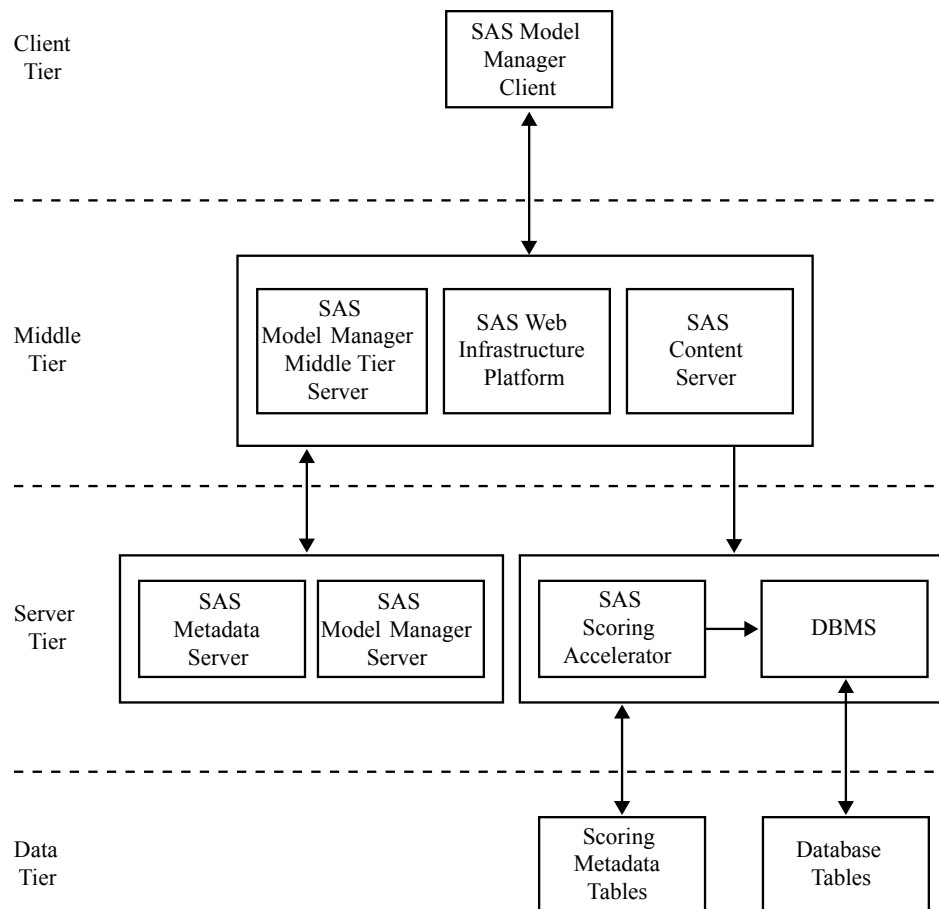 Client
Tier
SAS Model
Manager
Client
Middle
Tier
SAS
Model Manager
Middle Tier
Server
SAS Web
Infrastructure
Platform
SAS
Content
Server
Server
Tier
SAS
Metadata
Server
SAS
Model Manager
Server
SAS
Scoring
Accelerator
DBMS
Data
Tier
Scoring
Metadata
Tables
Database
Tables